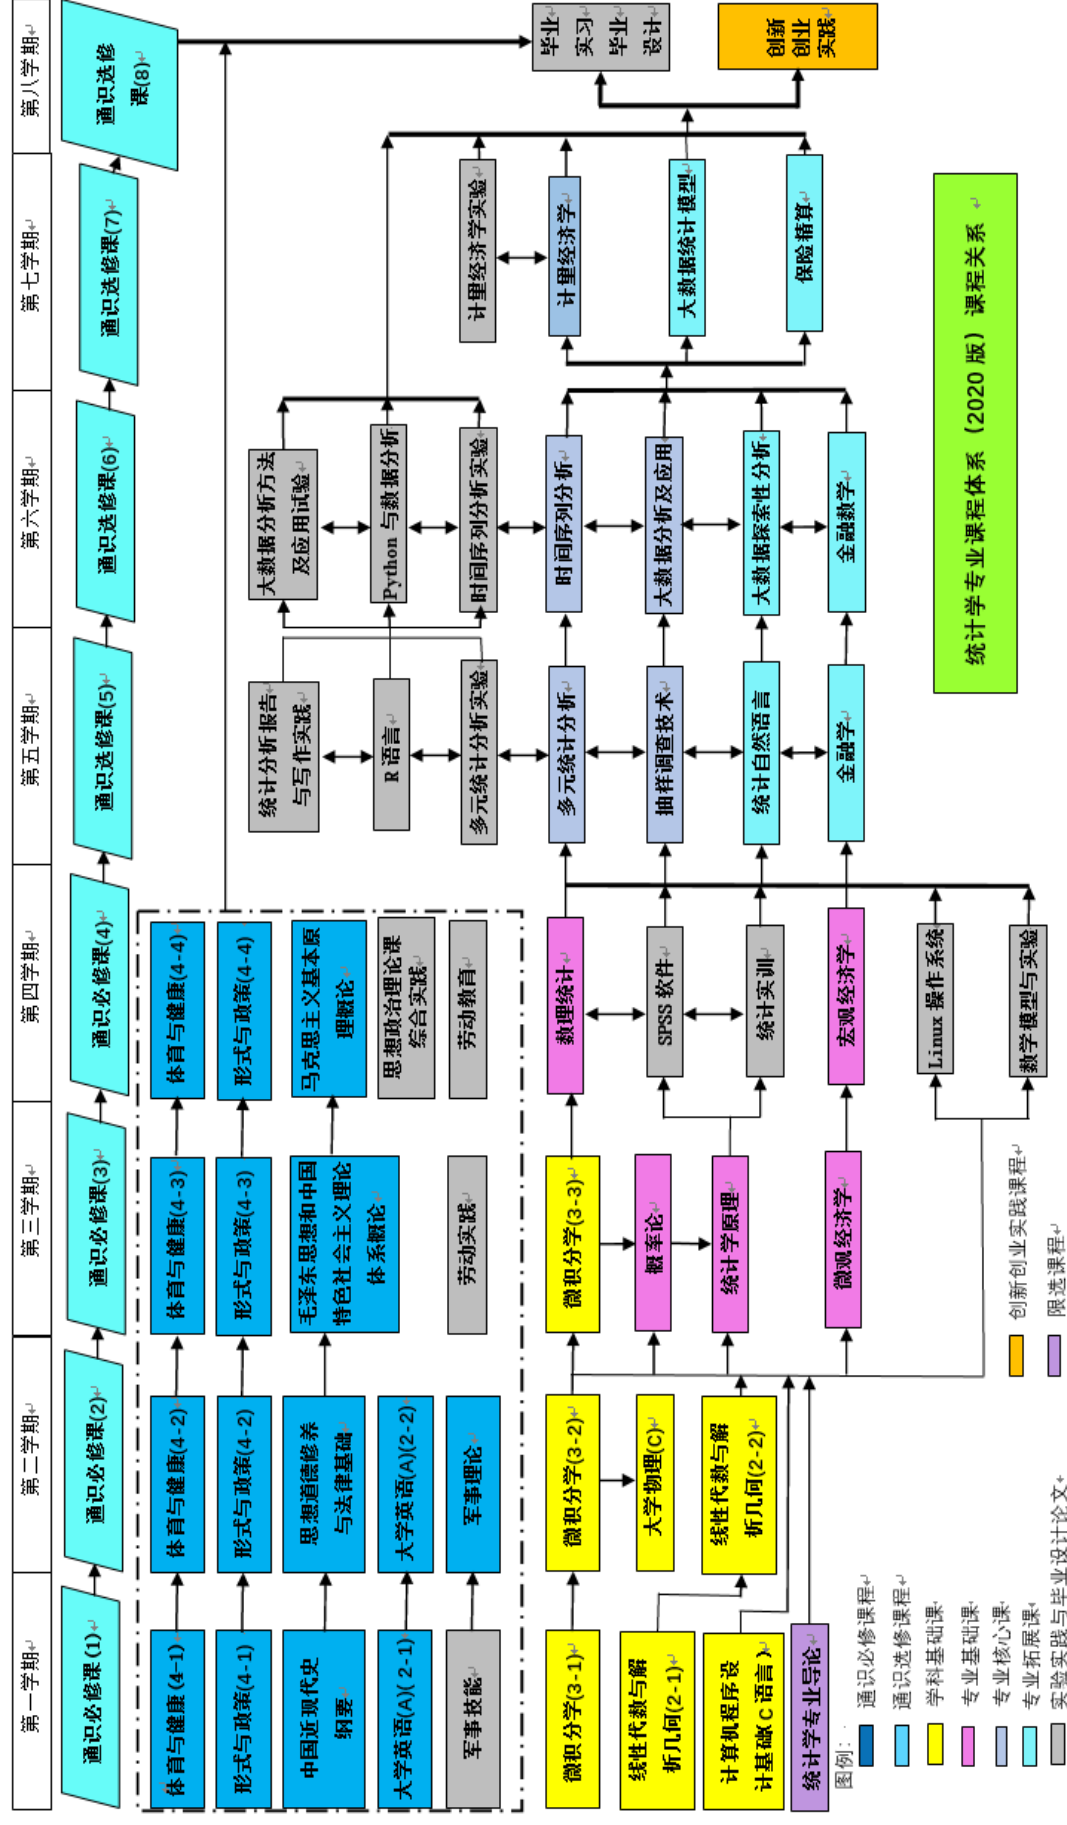 第一学期
第二学期
第三学期
第四学期
第五学期
第六学期
第七学期
第八学期
通识必修课(1)
通识必修课(2)
通识必修课(3)
通识必修课(4)
通识选修课(5)
通识选修课(6)
通识选修课(7)
通识选修
课(8)
体育与健康(4-1)
体育与健康(4-2)
体育与健康(4-3)
体育与健康(4-4)
形式与政策(4-1)
形式与政策(4-2)
形式与政策(4-3)
形式与政策(4-4)
中国近现代史
纲要
思想道德修养
与法律基础
毛泽东思想和中国
特色社会主义理论
体系概论
马克思主义基本原
理概论
大学英语(A)(2-1)
大学英语(A)(2-2)
思想政治理论课
综合实践
军事技能
军事理论
劳动实践
劳动教育
统计分析报告
与写作实践
大数据分析方法
及应用试验
R 语言
Python 与数据分析
多元统计分析实验
时间序列分析实验
计量经济学实验
毕业
实习
毕业
设计
微积分学(3-1)
微积分学(3-2)
微积分学(3-3)
数理统计
多元统计分析
时间序列分析
计量经济学
线性代数与解
析几何(2-1)
大学物理(C)
概率论
SPSS 软件
抽样调查技术
大数据分析及应用
大数据统计模型
创新
创业
实践
计算机程序设
计基础(C 语言)
线性代数与解
析几何(2-2)
统计学原理
统计实训
统计自然语言
大数据探索性分析
保险精算
统计学专业导论
微观经济学
宏观经济学
金融学
金融数学
Linux 操作系统
数学模型与实验
统计学专业课程体系（2020 版）课程关系
图例：
通识必修课程
通识选修课程
学科基础课
专业基础课
专业核心课
专业拓展课
实验实践与毕业设计论文
创新创业实践课程
限选课程